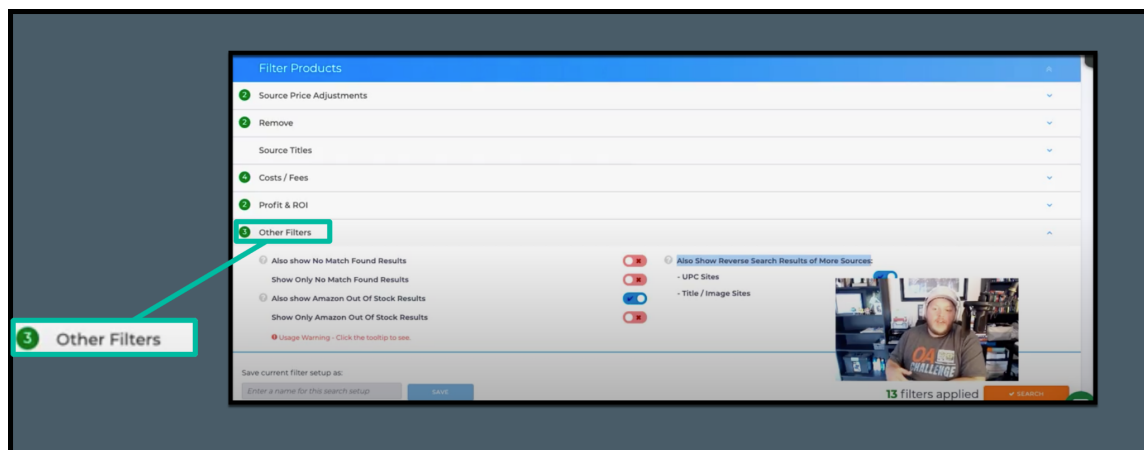 Filter Products
2 Source Price Adjustments
2 Remove
Source Titles
4 Costs / Fees
2 Profit & ROI
3 Other Filters
Also show No Match Found Results
Show Only No Match Found Results
Also show Amazon Out Of Stock Results
Show Only Amazon Out Of Stock Results
Usage Warning - Click the tooltip to see.
Also Show Reverse Search Results of More Sources:
- UPC Sites
- Title / Image Sites
3 Other Filters
OA
CHALLENGE
Save current filter setup as:
Enter a name for this search setup
SAVE
13 filters applied
SEARCH